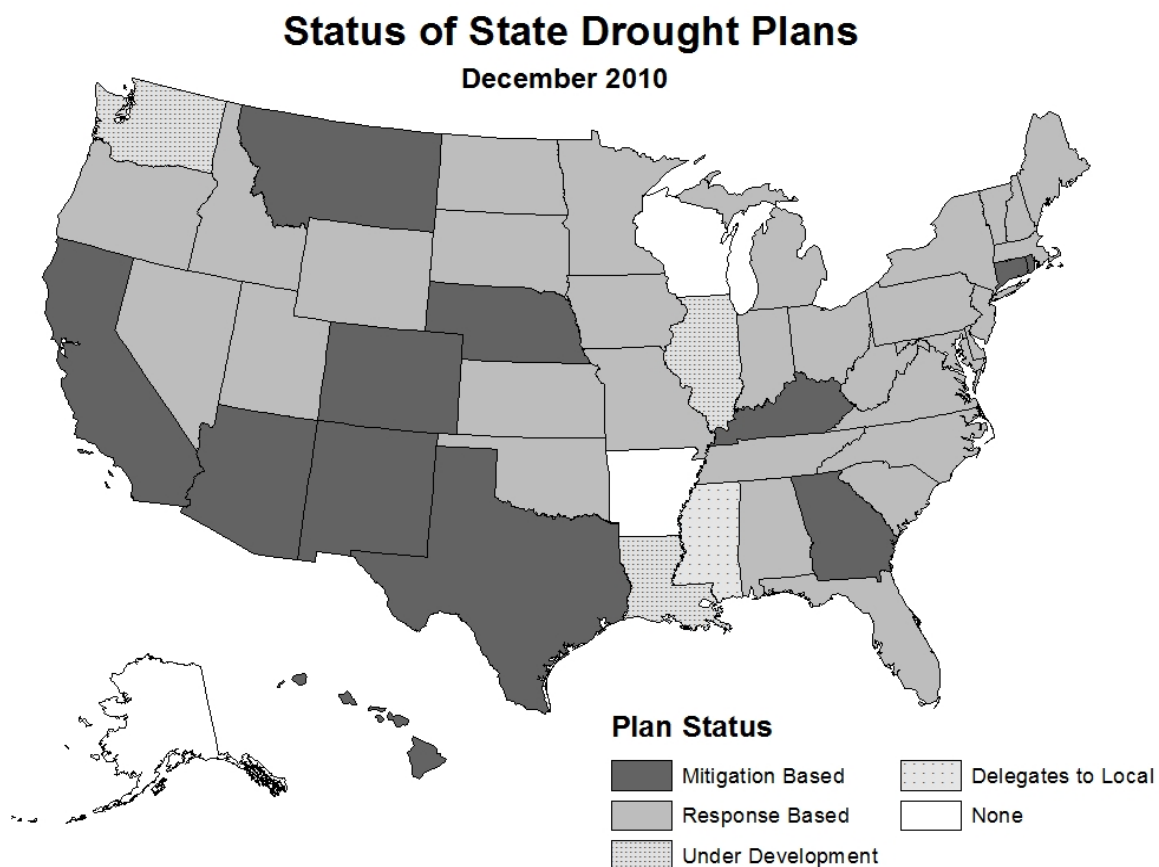 Status of State Drought Plans
December 2010
Plan Status
Mitigation Based
Response Based
Under Development
Delegates to Local
None